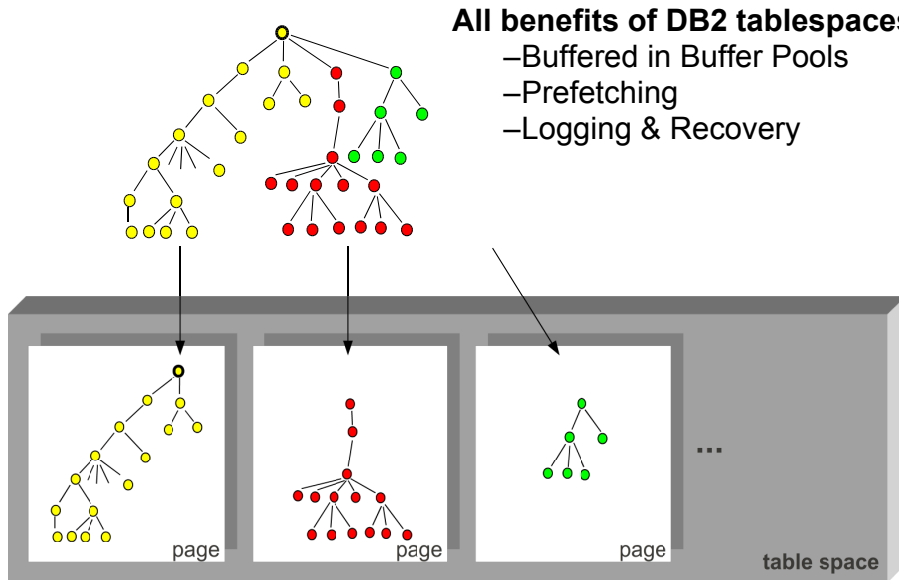 All benefits of DB2 tablespaces
–Buffered in Buffer Pools
–Prefetching
–Logging & Recovery
...
page
page
page
table space